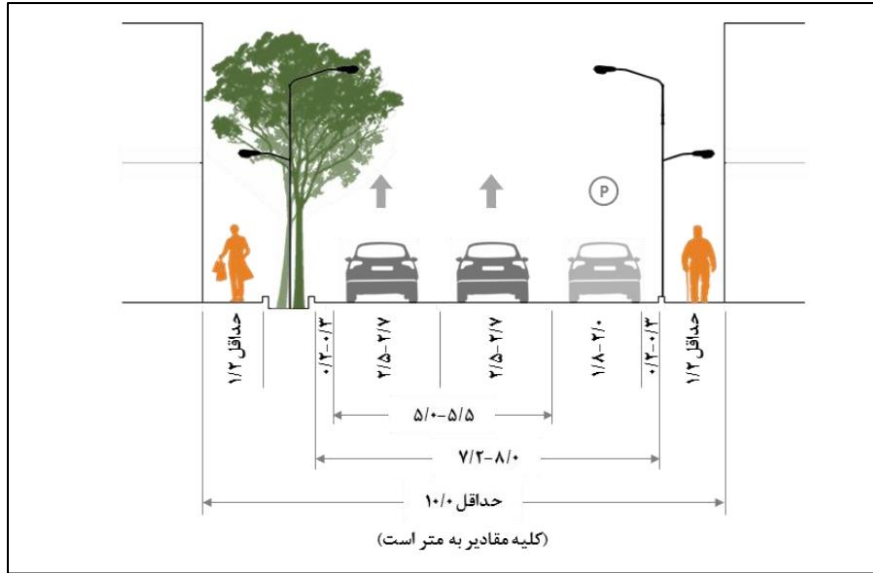 P
حداقل ۱/۲
۰/۲-۰/۳
۲/۵-۲/۷
۲/۵-۲/۷
۱/۸-۲/۰
۰/۲-۰/۳
حداقل ۱/۲
۵/۰-۵/۵
۷/۲-۸/۰
حداقل ۱۰/۰
(کلیه مقادیر به متر است)